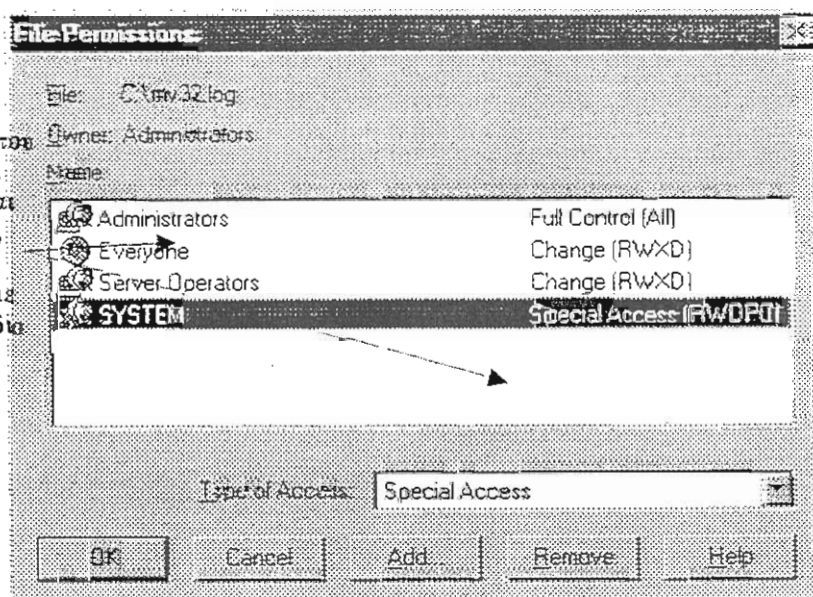 File Permissions
File: C:\mv32.log
Owner: Administrators
Name
Administrators Full Control (All)
Everyone Change (RWXD)
Server Operators Change (RWXD)
SYSTEM Special Access (RWDPO)
Type of Access: Special Access
OK Cancel Add... Remove Help